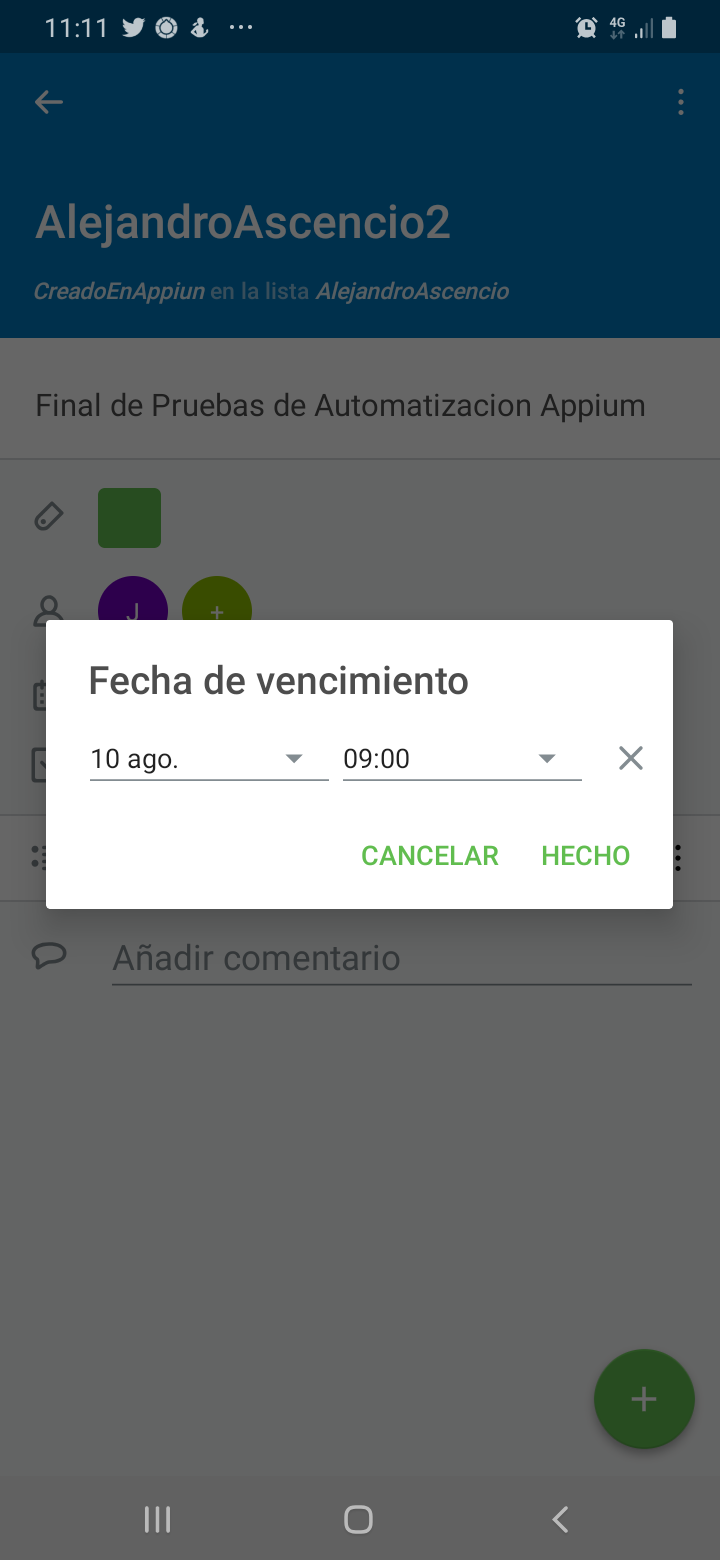 11:11
4G
AlejandroAscencio2
CreadoEnAppiun en la lista AlejandroAscencio
Final de Pruebas de Automatizacion Appium
J +
Fecha de vencimiento
10 ago. 09:00
CANCELAR HECHO
Añadir comentario